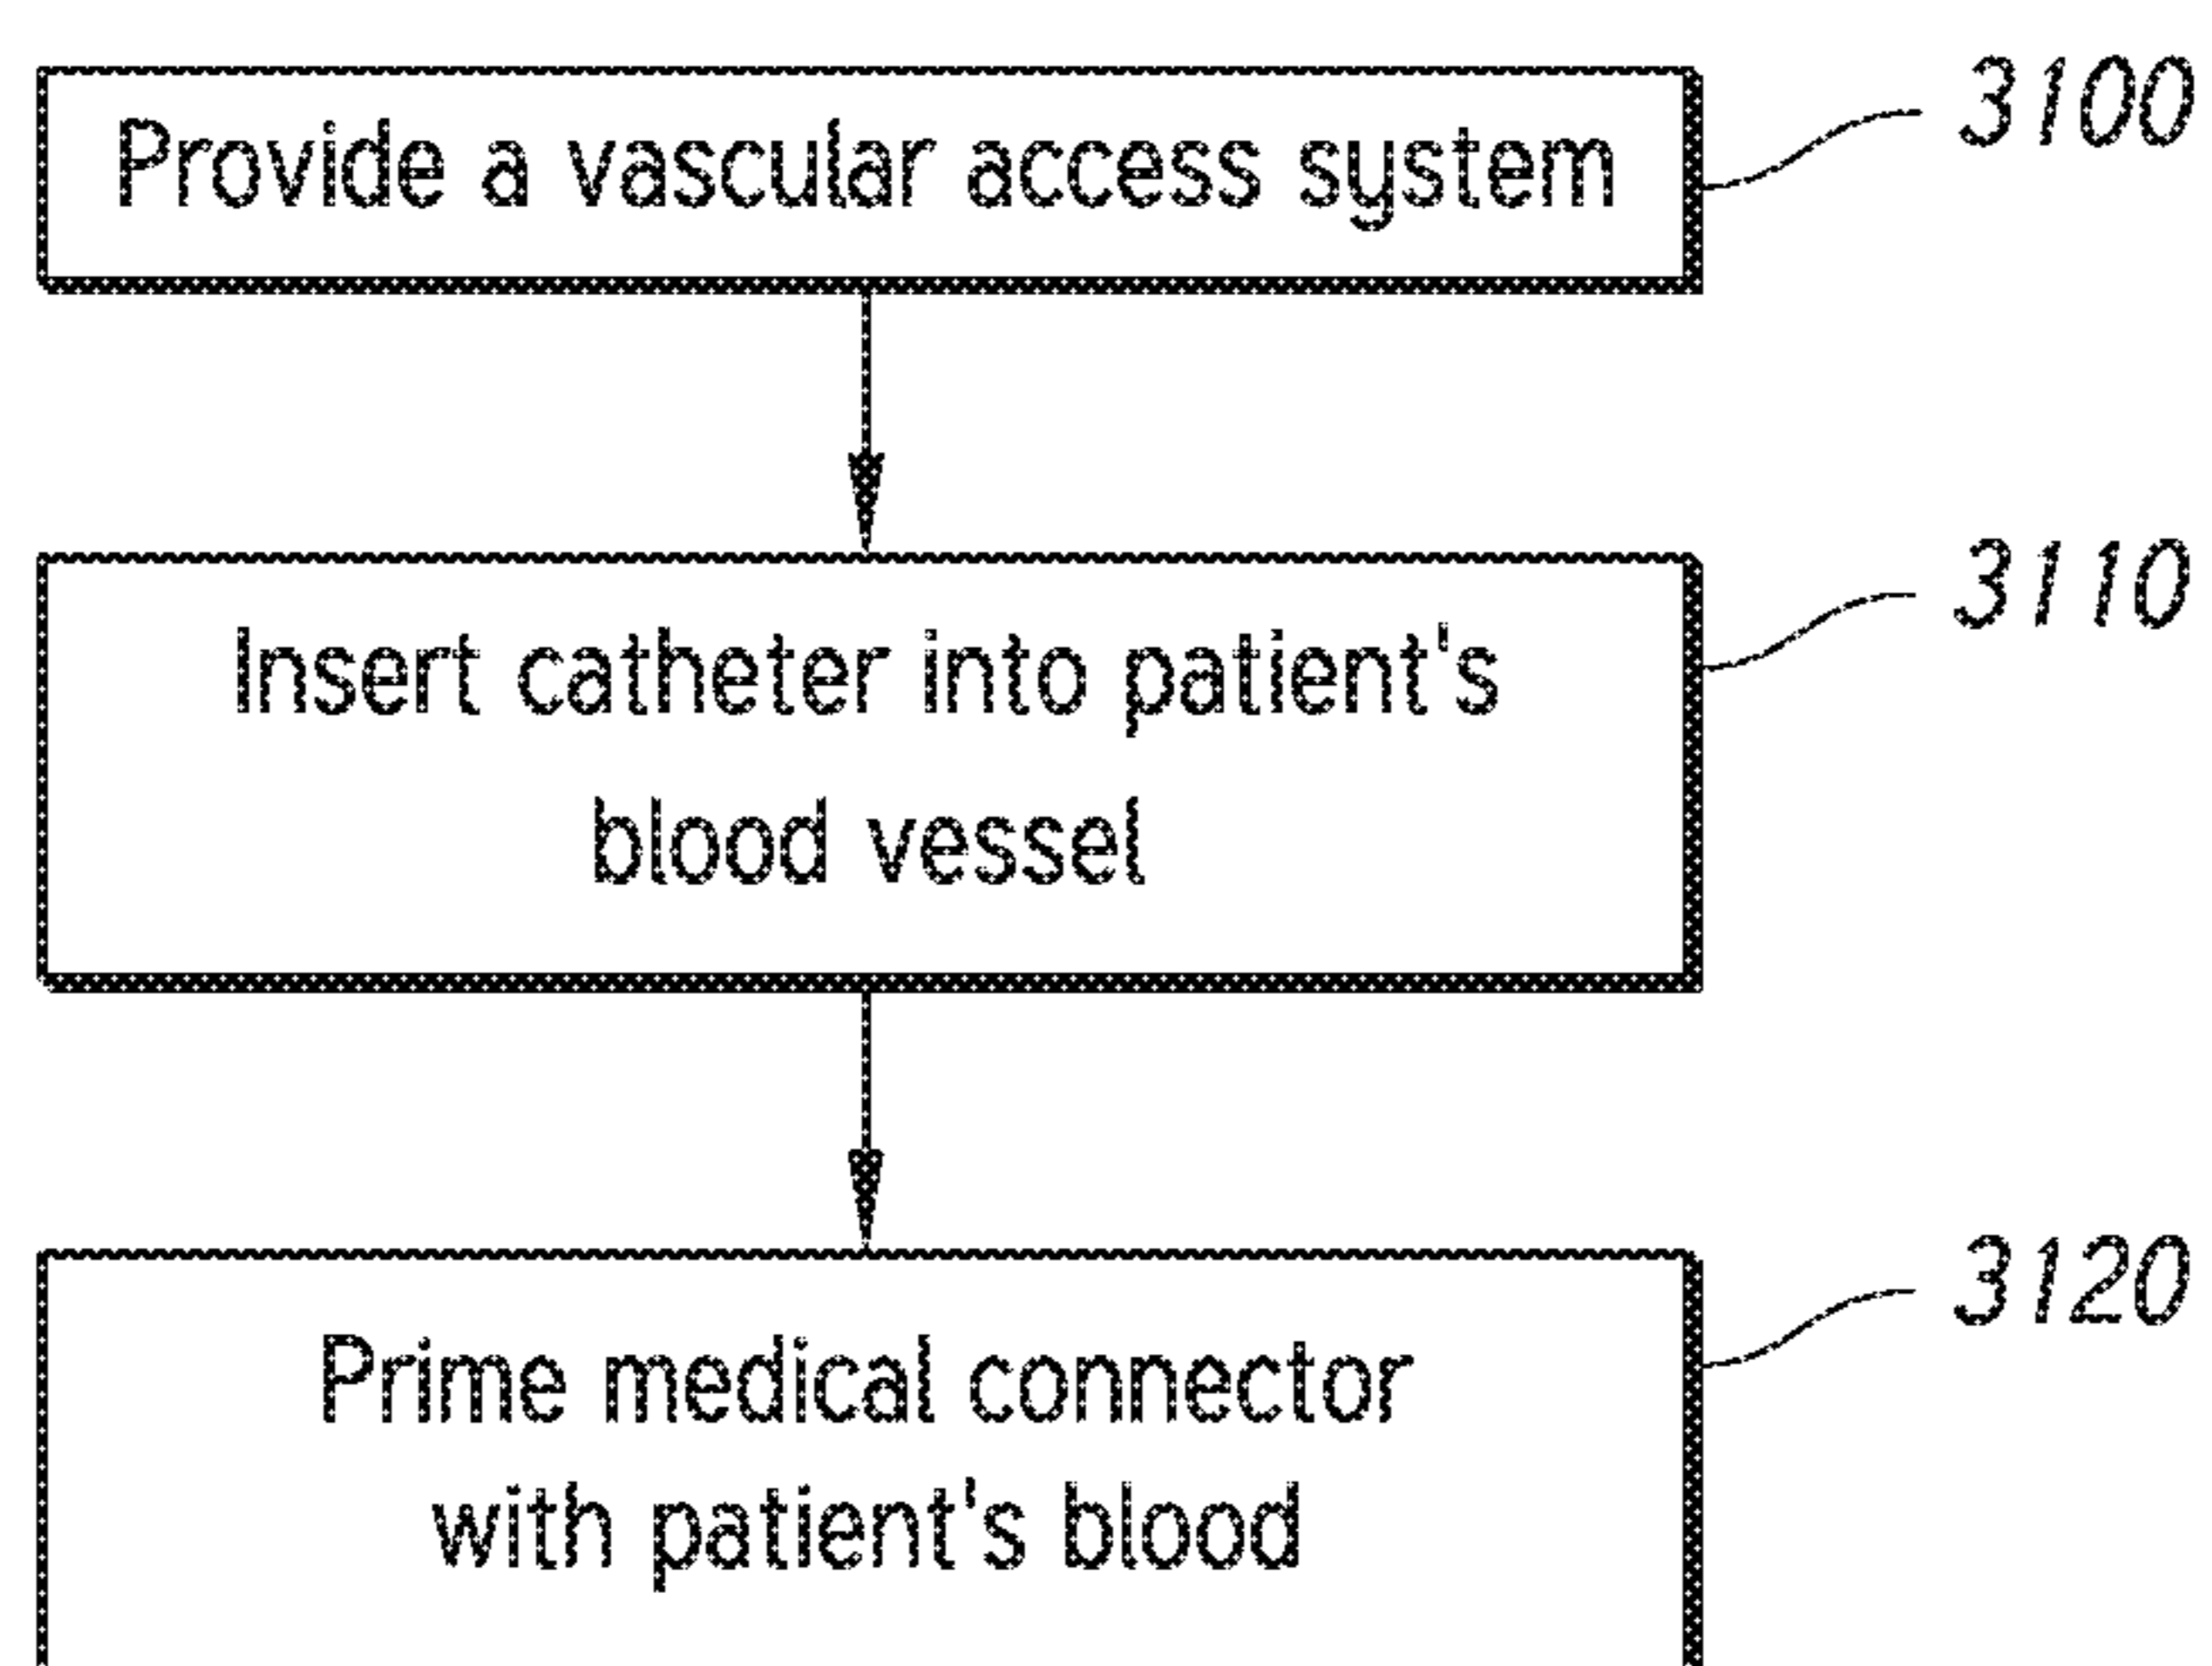 Provide a vascular access system
3100
Insert catheter into patient's
blood vessel
3110
Prime medical connector
with patient's blood
3120